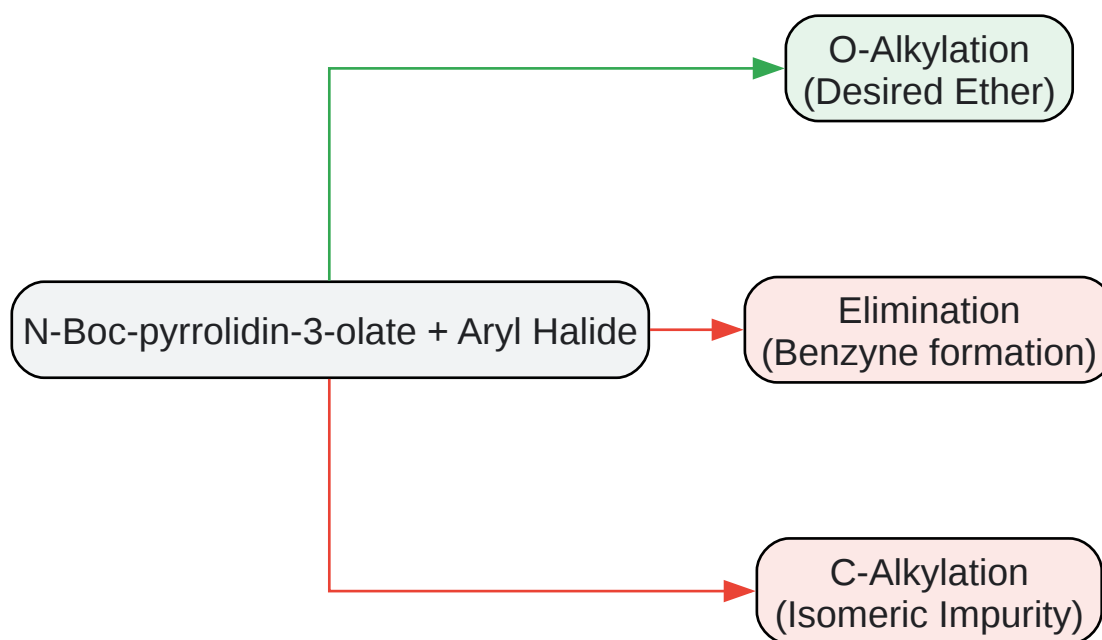 O-Alkylation
(Desired Ether)
N-Boc-pyrrolidin-3-olate + Aryl Halide
Elimination
(Benzyne formation)
C-Alkylation
(Isomeric Impurity)